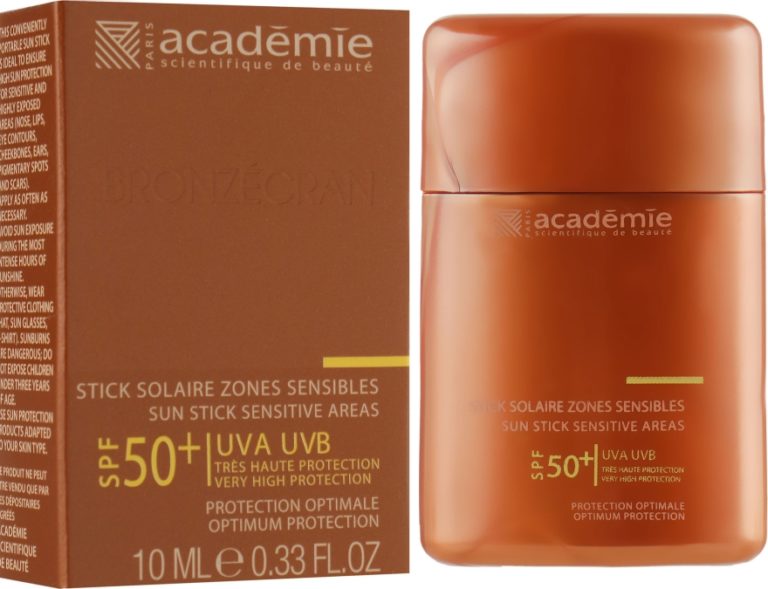 THIS CONVENIENTLY
PORTABLE SUN STICK
IS IDEAL TO ENSURE
HIGH SUN PROTECTION
FOR SENSITIVE AND
HIGHLY EXPOSED
AREAS (NOSE, LIPS,
EYE CONTOURS,
CHEEKBONES, EARS,
PIGMENTARY SPOTS
AND SCARS).
APPLY AS OFTEN AS
NECESSARY.
AVOID SUN EXPOSURE
DURING THE MOST
INTENSE HOURS OF
SUNSHINE.
OTHERWISE, WEAR
PROTECTIVE CLOTHING
HAT, SUN GLASSES,
T-SHIRT). SUNBURNS
ARE DANGEROUS; DO
NOT EXPOSE CHILDREN
UNDER THREE YEARS
OF AGE.
USE SUN PROTECTION
PRODUCTS ADAPTED
TO YOUR SKIN TYPE.
PRODUIT NE PEUT
VENDU QUE PAR
DÉPOSITAIRES
ACADÉMIE
SCIENTIFIQUE
DE BEAUTÉ
PARIS
académie
scientifique de beauté
BRONZÉCRAN
STICK SOLAIRE ZONES SENSIBLES
SUN STICK SENSITIVE AREAS
SPF 50+ UVA UVB
TRÈS HAUTE PROTECTION
VERY HIGH PROTECTION
PROTECTION OPTIMALE
OPTIMUM PROTECTION
10 ML e 0.33 FL.OZ
PARIS
académie
scientifique de beauté
STICK SOLAIRE ZONES SENSIBLES
SUN STICK SENSITIVE AREAS
SPF 50+ UVA UVB
TRÈS HAUTE PROTECTION
VERY HIGH PROTECTION
PROTECTION OPTIMALE
OPTIMUM PROTECTION